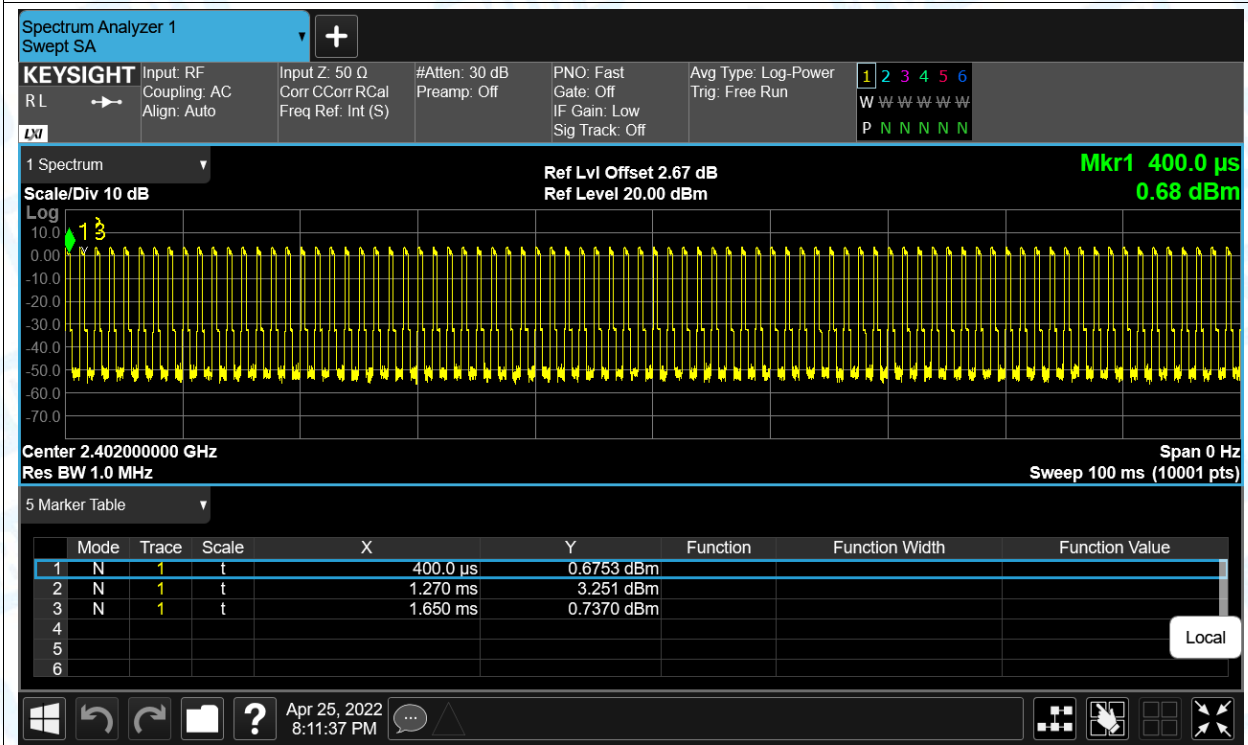 Spectrum Analyzer 1
Swept SA
KEYSIGHT
RL
LXI
Input: RF
Coupling: AC
Align: Auto
Input Z: 50 Ω
Corr CCorr RCal
Freq Ref: Int (S)
#Atten: 30 dB
Preamp: Off
PNO: Fast
Gate: Off
IF Gain: Low
Sig Track: Off
Avg Type: Log-Power
Trig: Free Run
1 2 3 4 5 6
W W W W W W
P N N N N N
1 Spectrum
Scale/Div 10 dB
Ref Lvl Offset 2.67 dB
Ref Level 20.00 dBm
Mkr1 400.0 µs
0.68 dBm
Log
10.0
0.00
-10.0
-20.0
-30.0
-40.0
-50.0
-60.0
-70.0
1 3
Center 2.402000000 GHz
Res BW 1.0 MHz
Span 0 Hz
Sweep 100 ms (10001 pts)
5 Marker Table
Mode Trace Scale X Y Function Function Width Function Value
1 N 1 t 400.0 µs 0.6753 dBm
2 N 1 t 1.270 ms 3.251 dBm
3 N 1 t 1.650 ms 0.7370 dBm
4
5
6
Local
?
Apr 25, 2022
8:11:37 PM